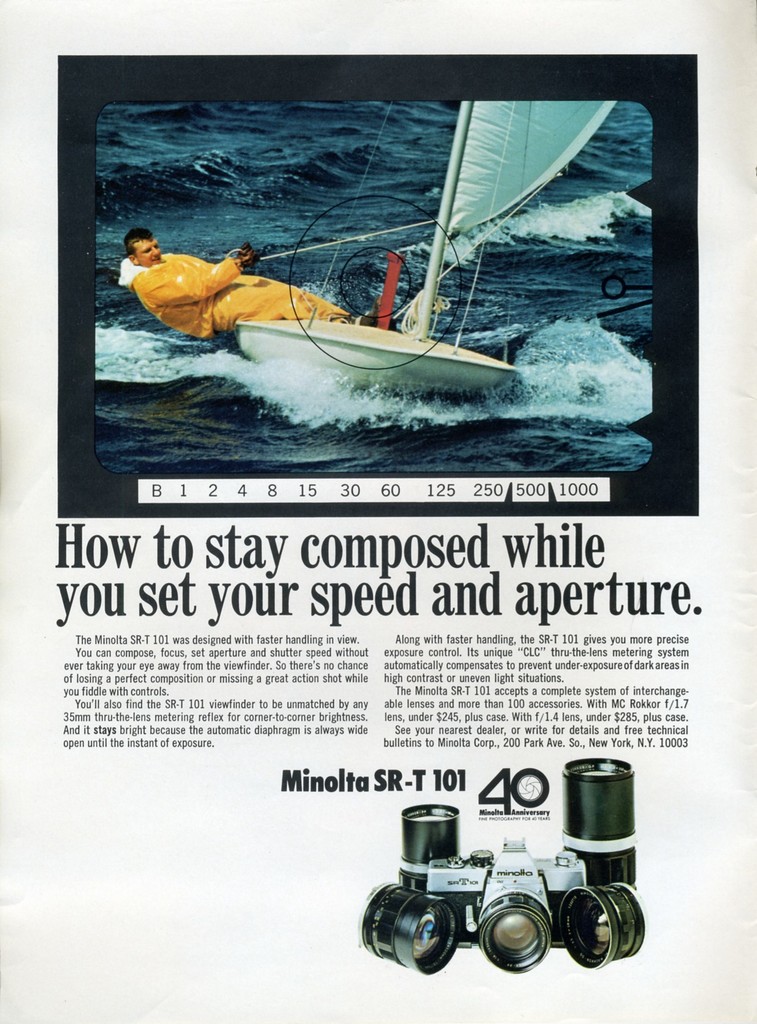 B 1 2 4 8 15 30 60 125 250 500 1000
How to stay composed while
you set your speed and aperture.
The Minolta SR-T 101 was designed with faster handling in view.
You can compose, focus, set aperture and shutter speed without
ever taking your eye away from the viewfinder. So there's no chance
of losing a perfect composition or missing a great action shot while
you fiddle with controls.
You'll also find the SR-T 101 viewfinder to be unmatched by any
35mm thru-the-lens metering reflex for corner-to-corner brightness.
And it stays bright because the automatic diaphragm is always wide
open until the instant of exposure.
Along with faster handling, the SR-T 101 gives you more precise
exposure control. Its unique "CLC" thru-the-lens metering system
automatically compensates to prevent under-exposure of dark areas in
high contrast or uneven light situations.
The Minolta SR-T 101 accepts a complete system of interchange-
able lenses and more than 100 accessories. With MC Rokkor f/1.7
lens, under $245, plus case. With f/1.4 lens, under $285, plus case.
See your nearest dealer, or write for details and free technical
bulletins to Minolta Corp., 200 Park Ave. So., New York, N.Y. 10003
Minolta SR-T 101
40
Minolta Anniversary
FINE PHOTOGRAPHY FOR 40 YEARS
minolta
SRT 101